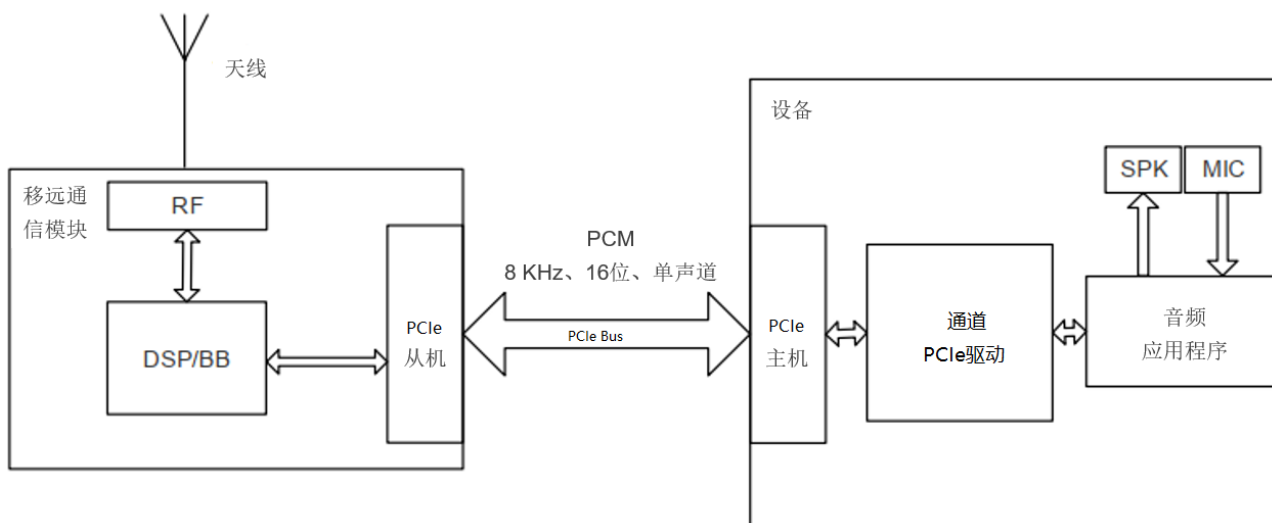 天线
移远通
信模块
RF
DSP/BB
PCIe
从机
PCM
8 KHz、16位、单声道
PCIe Bus
设备
PCIe
主机
通道
PCIe驱动
SPK
MIC
音频
应用程序